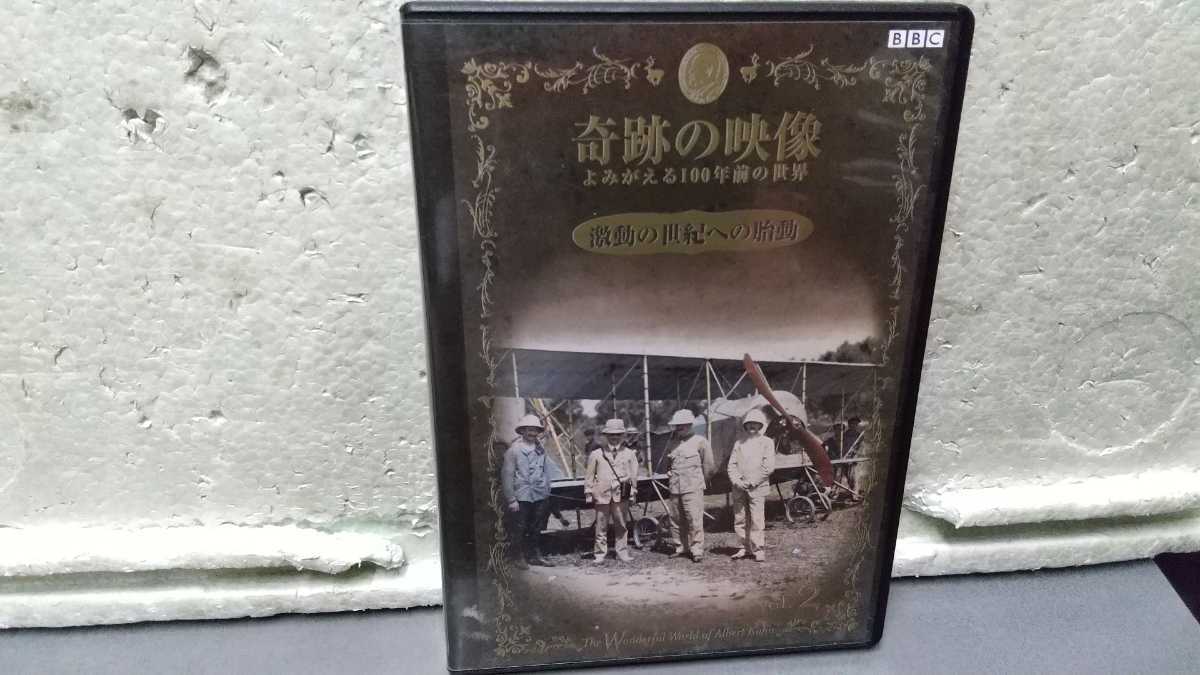 BBC
奇跡の映像
よみがえる100年前の世界
激動の世紀への胎動
Vol. 2
The Wonderful World of Albert Kahn